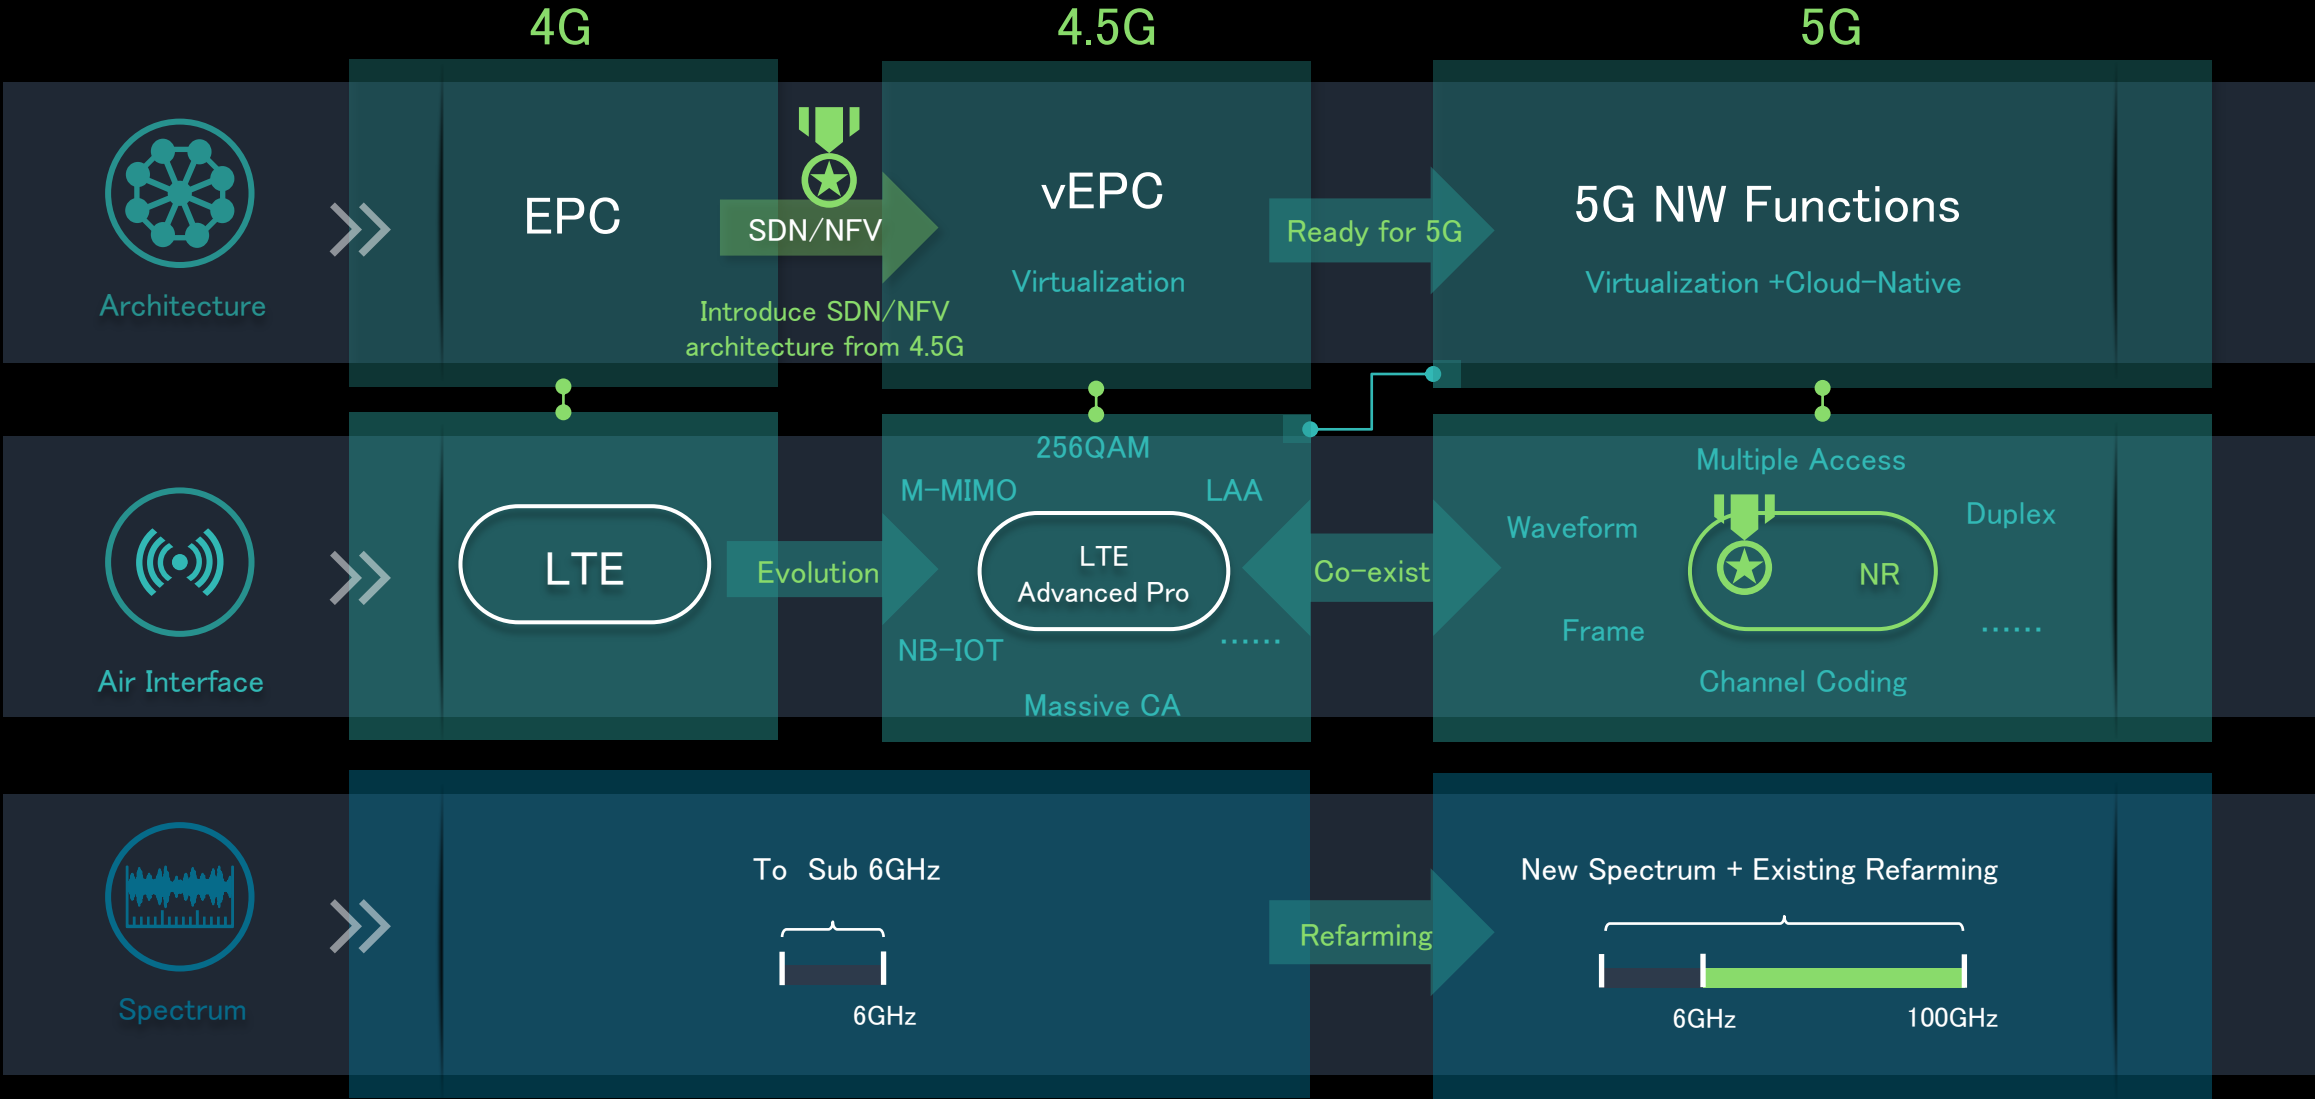 4G
4.5G
5G
Architecture
EPC
SDN/NFV
Introduce SDN/NFV
architecture from 4.5G
vEPC
Virtualization
Ready for 5G
5G NW Functions
Virtualization +Cloud-Native
Air Interface
LTE
Evolution
256QAM
M-MIMO
LAA
LTE
Advanced Pro
NB-IOT
......
Massive CA
Co-exist
Multiple Access
Waveform
Duplex
NR
Frame
......
Channel Coding
Spectrum
To Sub 6GHz
6GHz
Refarming
New Spectrum + Existing Refarming
6GHz
100GHz